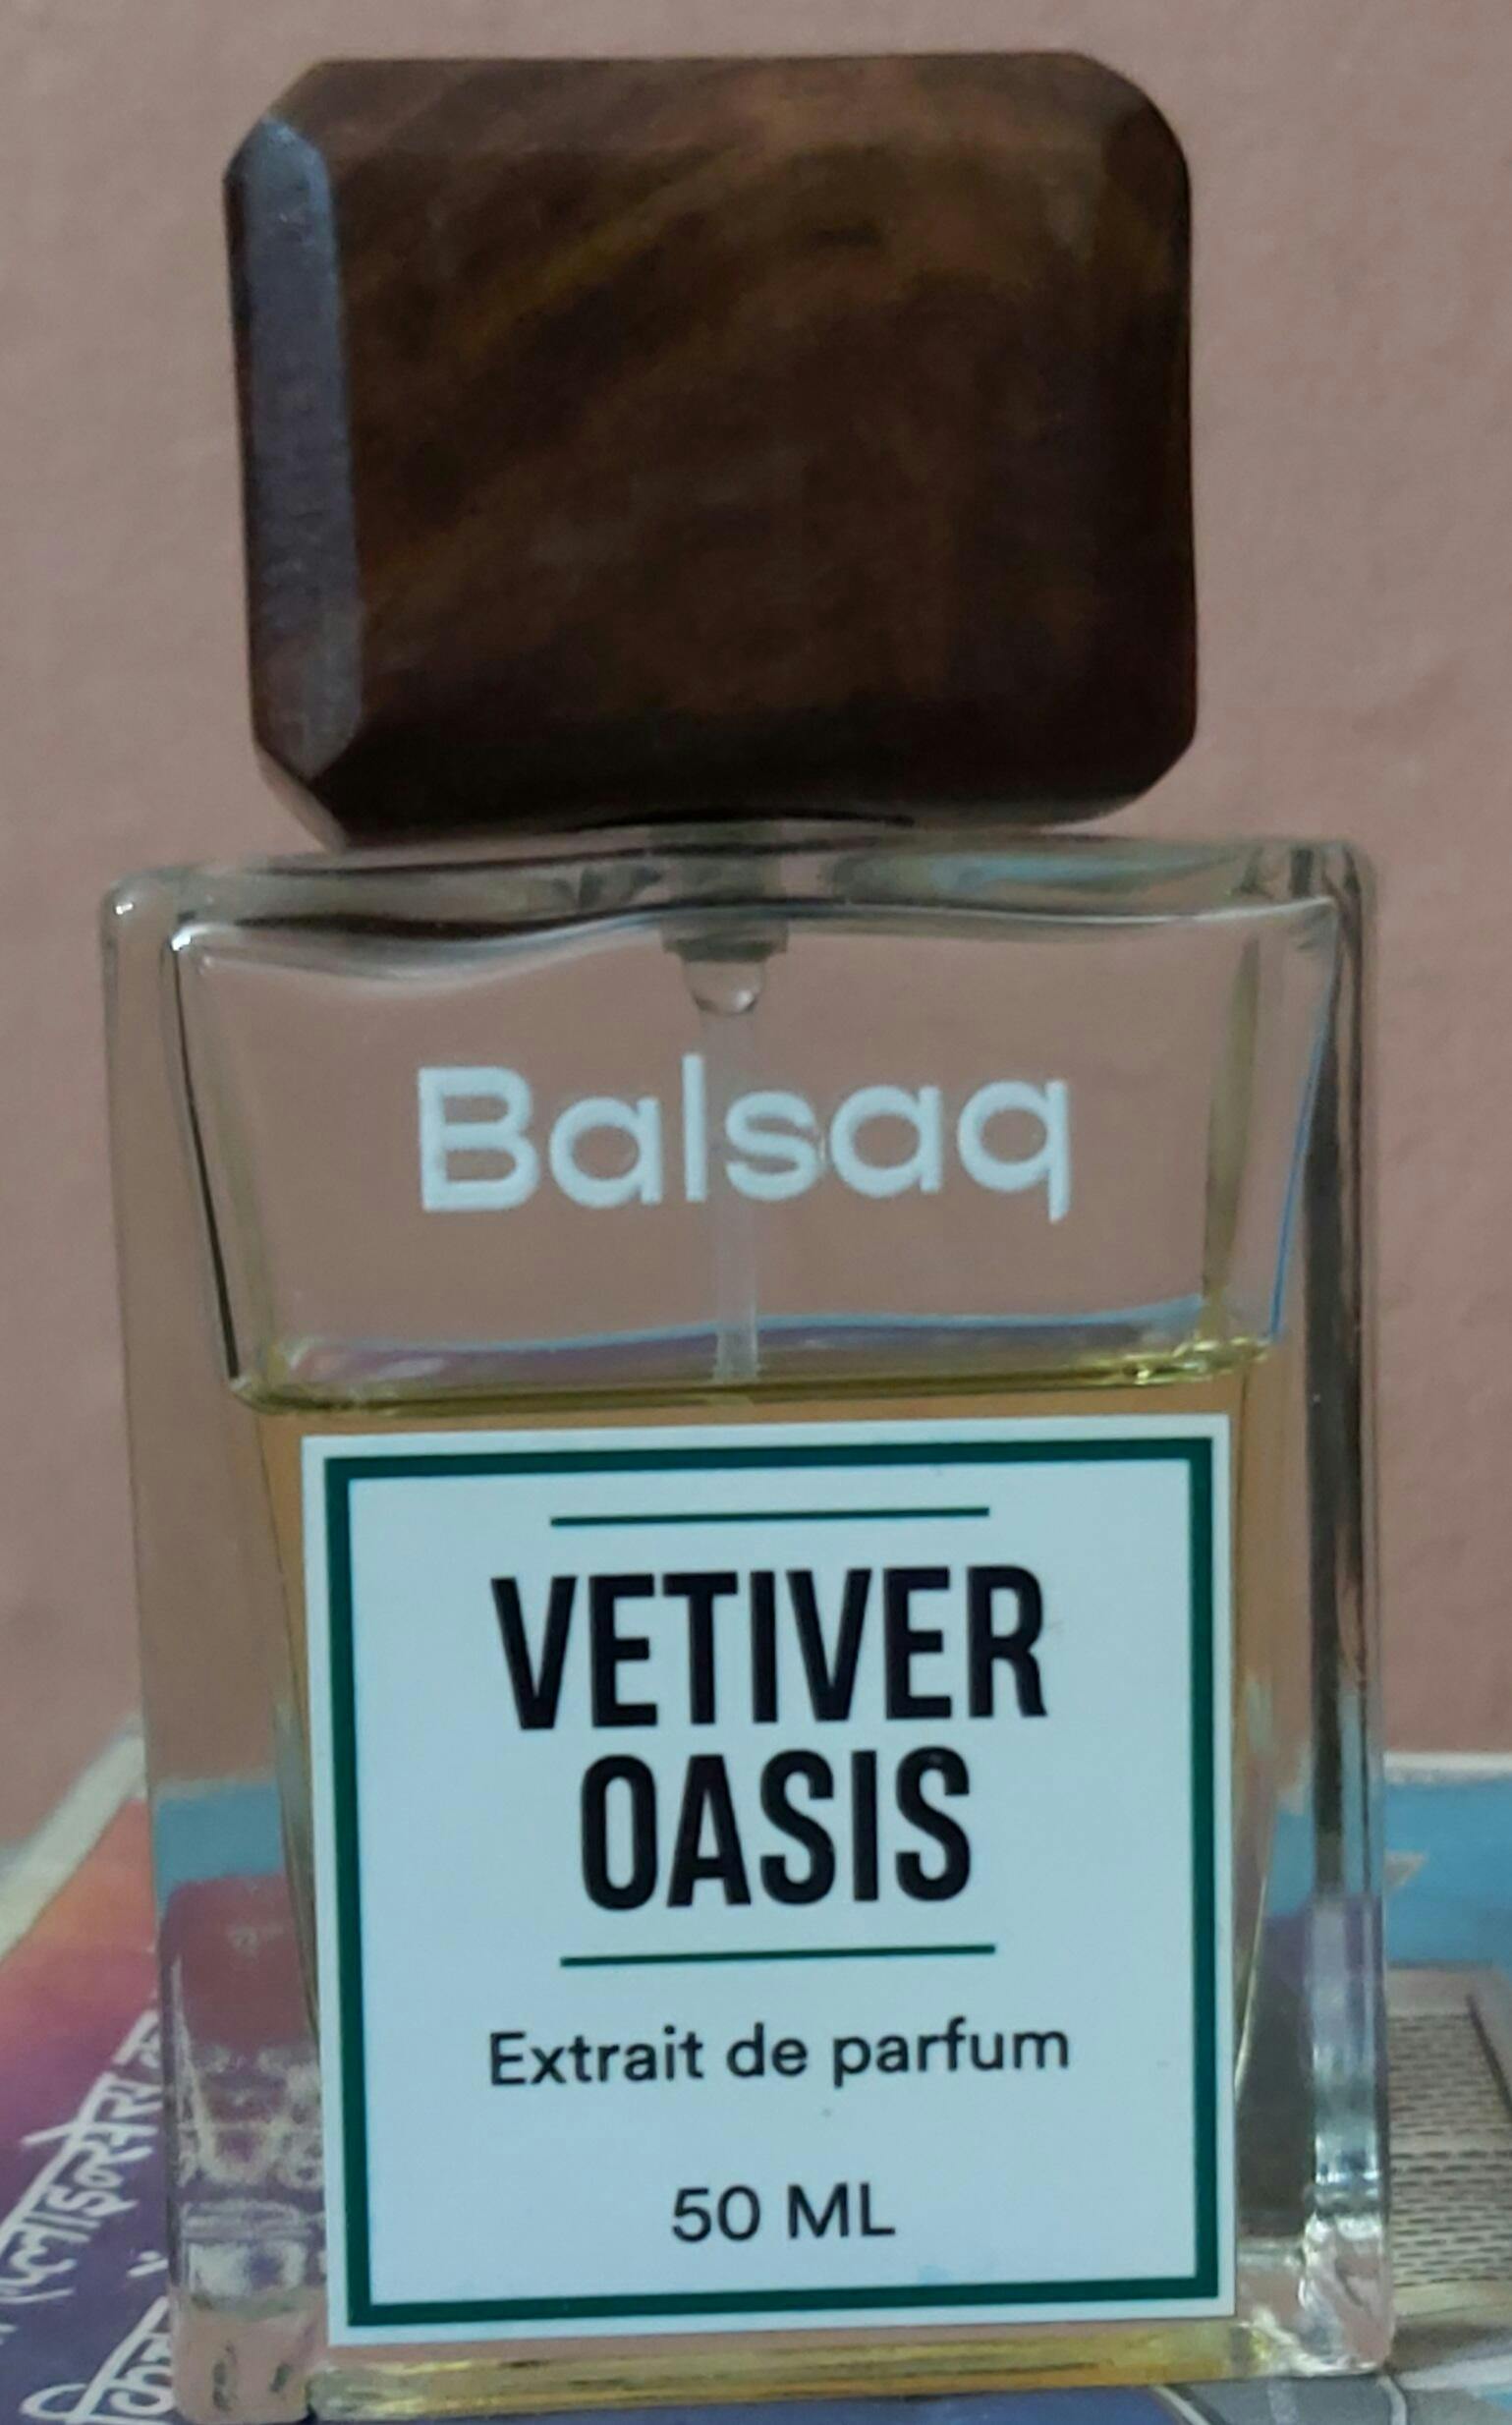 Balsaq
VETIVER
OASIS
Extrait de parfum
50 ML